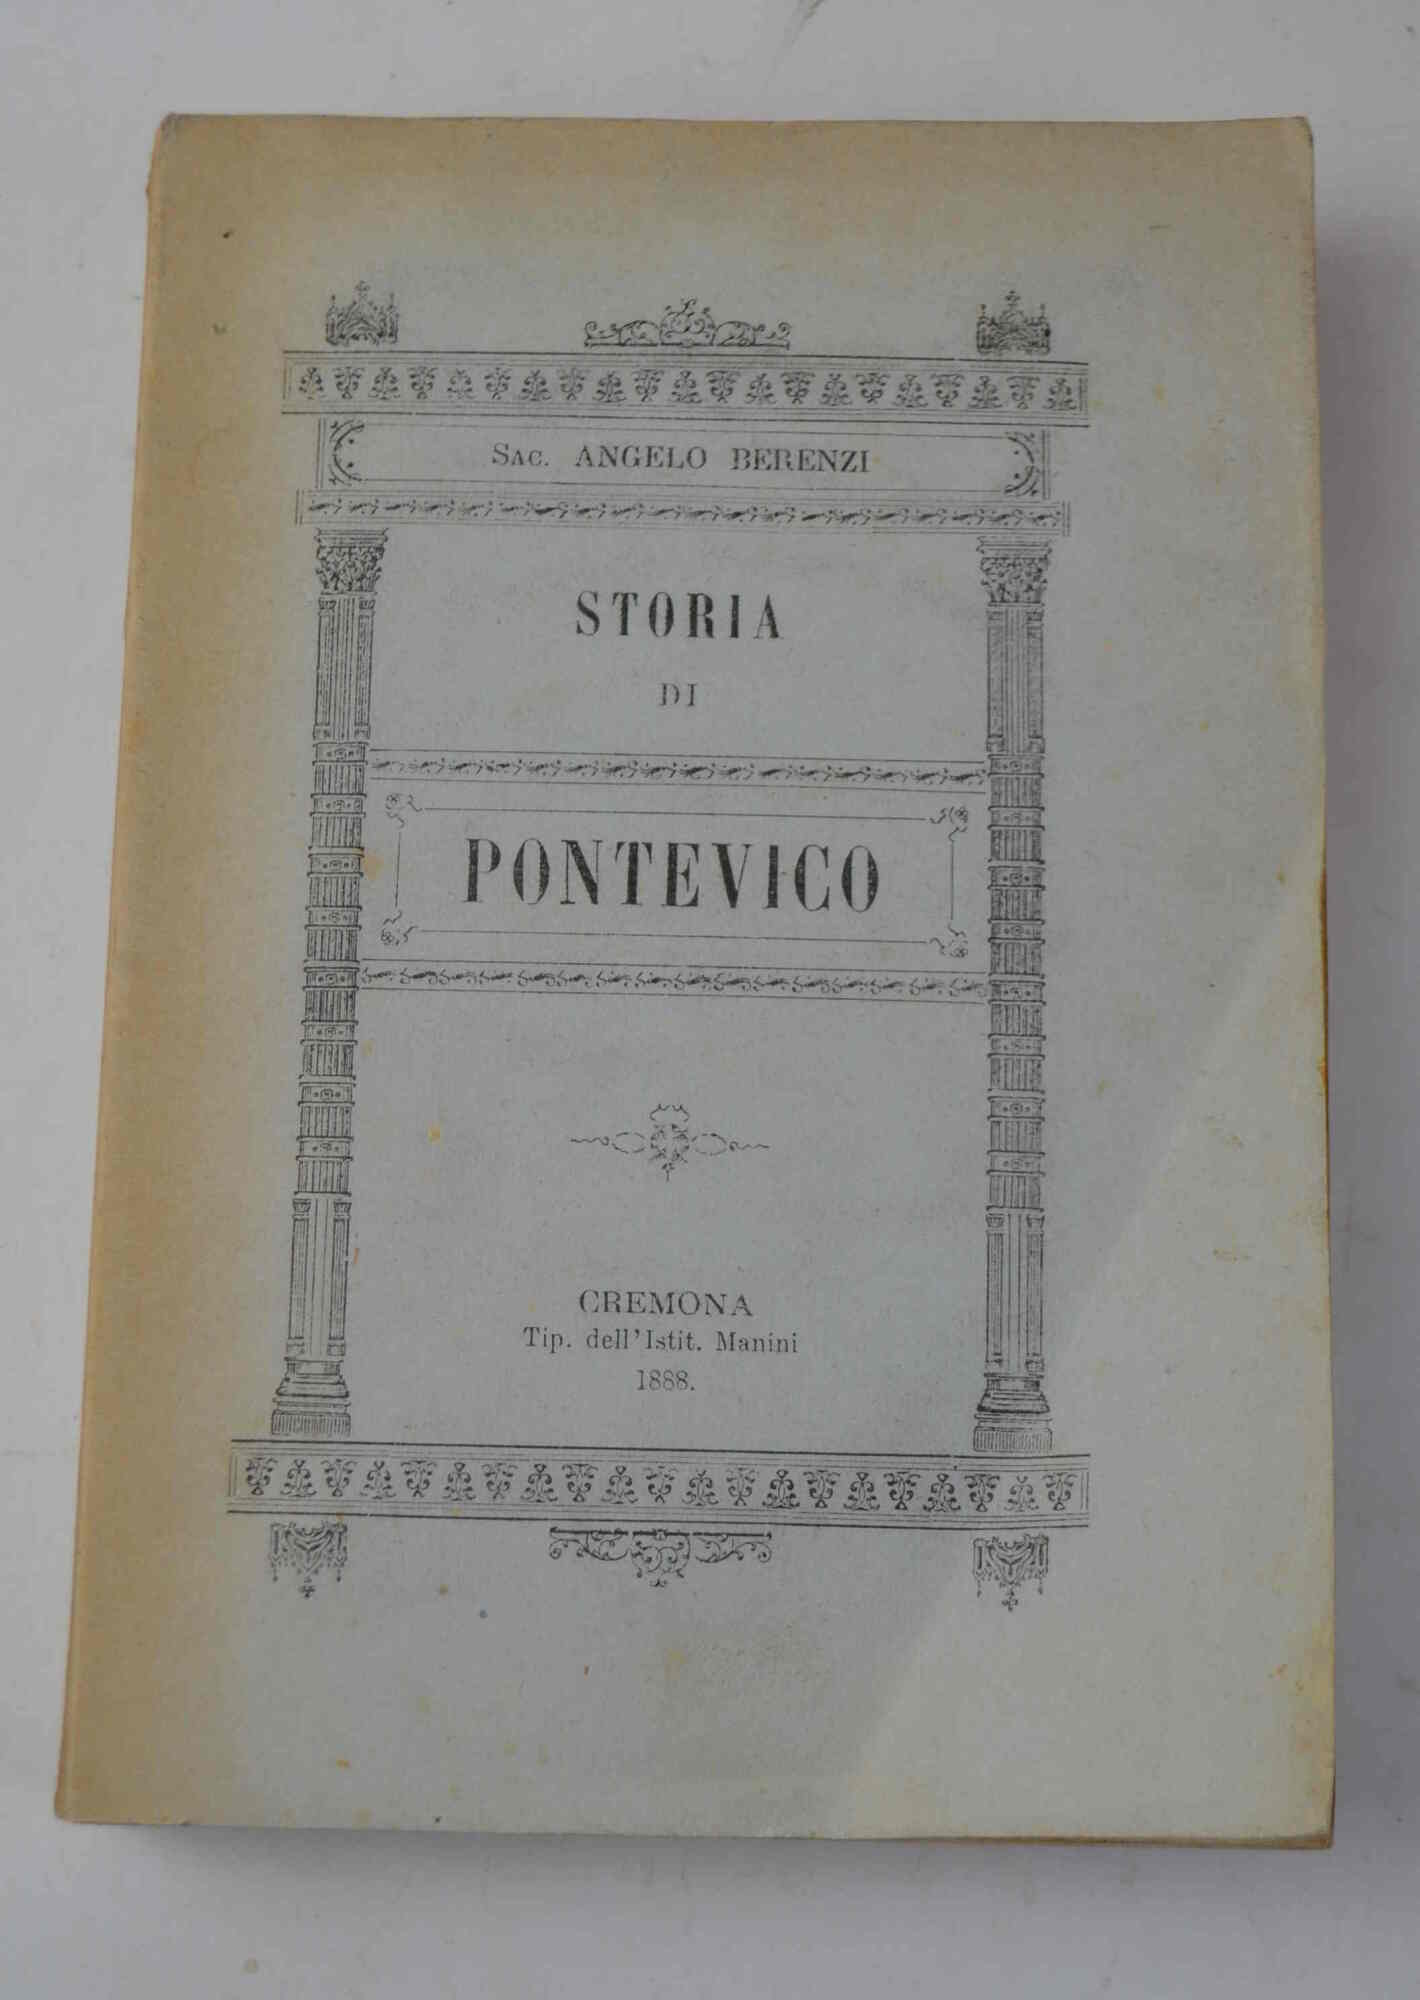 Sac. ANGELO BERENZI
STORIA
DI
PONTEVICO
CREMONA
Tip. dell'Istit. Manini
1888.